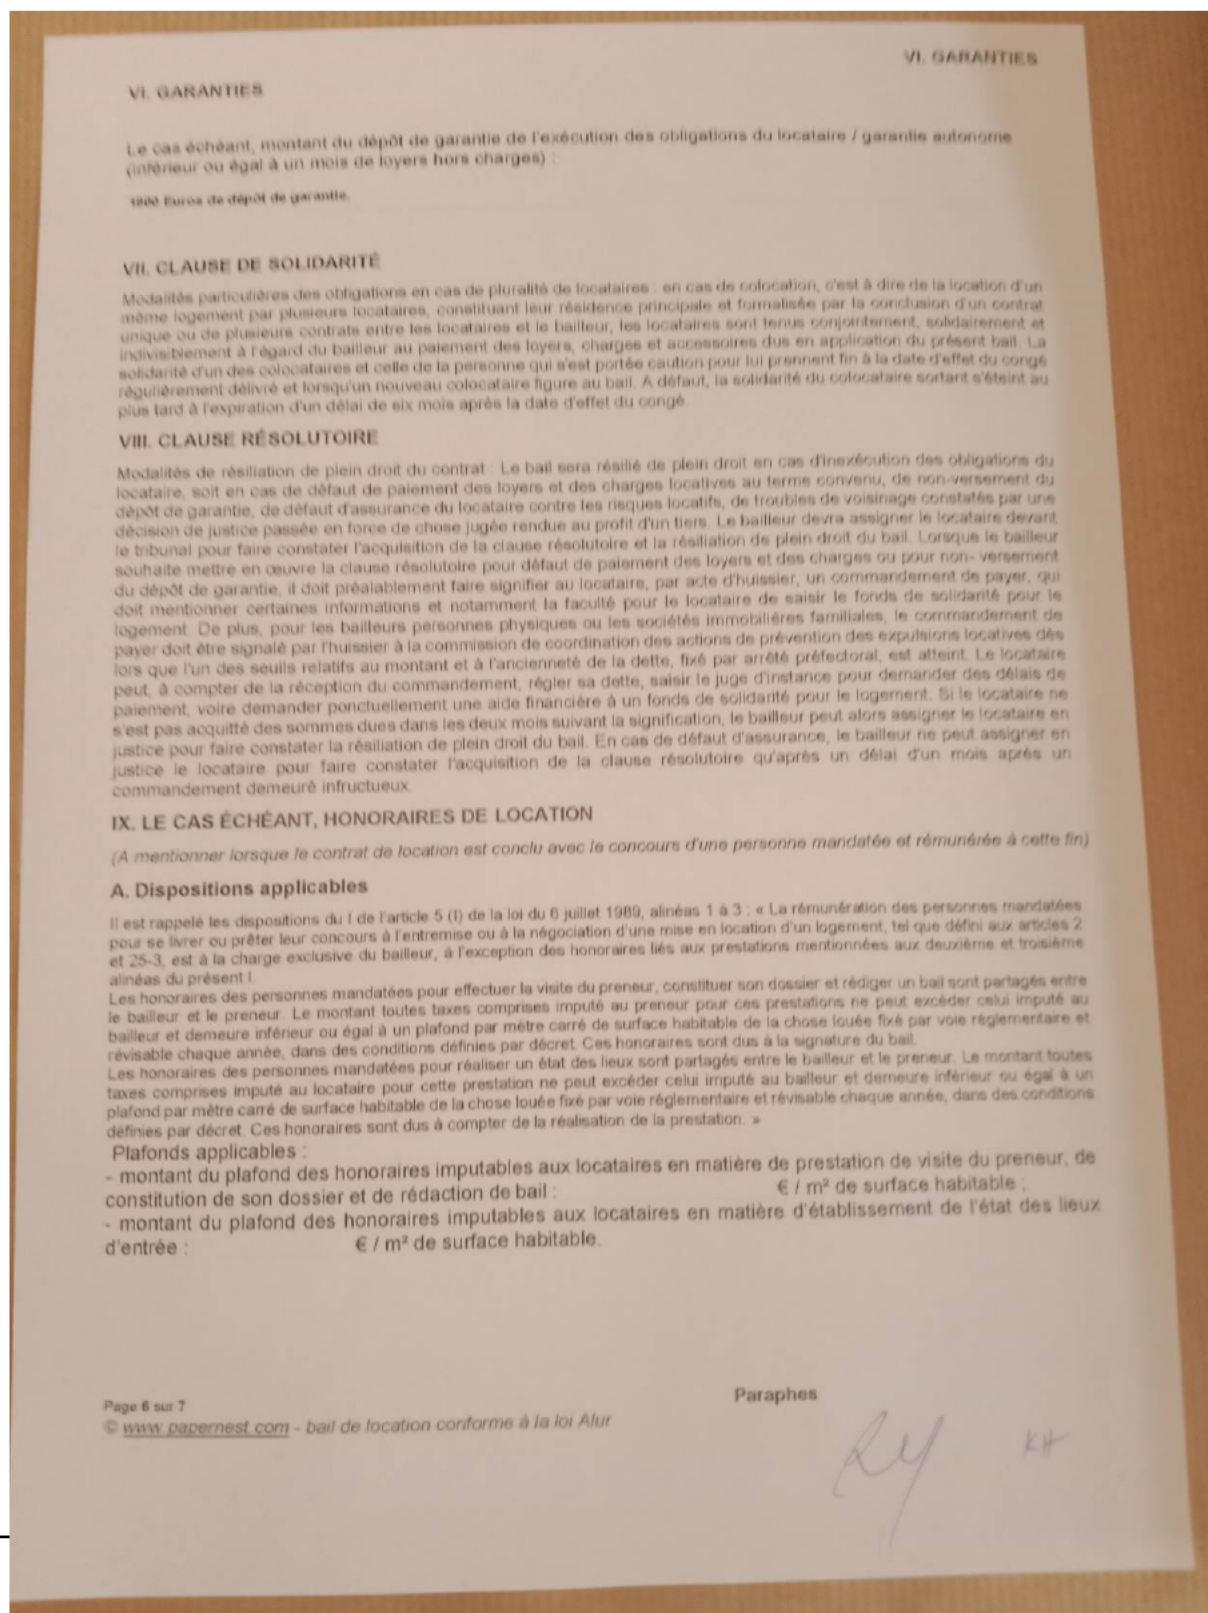 VI. GARANTIES
VI. GARANTIES
Le cas échéant, montant du dépôt de garantie de l'exécution des obligations du locataire / garantie autonome
(inférieur ou égal à un mois de loyers hors charges) :
1800 Euros de dépôt de garantie.
VII. CLAUSE DE SOLIDARITÉ
Modalités particulières des obligations en cas de pluralité de locataires : en cas de colocation, c'est à dire de la location d'un
même logement par plusieurs locataires, constituant leur résidence principale et formalisée par la conclusion d'un contrat
unique ou de plusieurs contrats entre les locataires et le bailleur, les locataires sont tenus conjointement, solidairement et
indivisiblement à l'égard du bailleur au paiement des loyers, charges et accessoires dus en application du présent bail. La
solidarité d'un des colocataires et celle de la personne qui s'est portée caution pour lui prennent fin à la date d'effet du congé
régulièrement délivré et lorsqu'un nouveau colocataire figure au bail. A défaut, la solidarité du colocataire sortant s'éteint au
plus tard à l'expiration d'un délai de six mois après la date d'effet du congé.
VIII. CLAUSE RÉSOLUTOIRE
Modalités de résiliation de plein droit du contrat : Le bail sera résilié de plein droit en cas d'inexécution des obligations du
locataire, soit en cas de défaut de paiement des loyers et des charges locatives au terme convenu, de non-versement du
dépôt de garantie, de défaut d'assurance du locataire contre les risques locatifs, de troubles de voisinage constatés par une
décision de justice passée en force de chose jugée rendue au profit d'un tiers. Le bailleur devra assigner le locataire devant
le tribunal pour faire constater l'acquisition de la clause résolutoire et la résiliation de plein droit du bail. Lorsque le bailleur
souhaite mettre en œuvre la clause résolutoire pour défaut de paiement des loyers et des charges ou pour non- versement
du dépôt de garantie, il doit préalablement faire signifier au locataire, par acte d'huissier, un commandement de payer, qui
doit mentionner certaines informations et notamment la faculté pour le locataire de saisir le fonds de solidarité pour le
logement. De plus, pour les bailleurs personnes physiques ou les sociétés immobilières familiales, le commandement de
payer doit être signalé par l'huissier à la commission de coordination des actions de prévention des expulsions locatives dès
lors que l'un des seuils relatifs au montant et à l'ancienneté de la dette, fixé par arrêté préfectoral, est atteint. Le locataire
peut, à compter de la réception du commandement, régler sa dette, saisir le juge d'instance pour demander des délais de
paiement, voire demander ponctuellement une aide financière à un fonds de solidarité pour le logement. Si le locataire ne
s'est pas acquitté des sommes dues dans les deux mois suivant la signification, le bailleur peut alors assigner le locataire en
justice pour faire constater la résiliation de plein droit du bail. En cas de défaut d'assurance, le bailleur ne peut assigner en
justice le locataire pour faire constater l'acquisition de la clause résolutoire qu'après un délai d'un mois après un
commandement demeuré infructueux.
IX. LE CAS ÉCHÉANT, HONORAIRES DE LOCATION
(A mentionner lorsque le contrat de location est conclu avec le concours d'une personne mandatée et rémunérée à cette fin)
A. Dispositions applicables
Il est rappelé les dispositions du I de l'article 5 (I) de la loi du 6 juillet 1989, alinéas 1 à 3 : « La rémunération des personnes mandatées
pour se livrer ou prêter leur concours à l'entremise ou à la négociation d'une mise en location d'un logement, tel que défini aux articles 2
et 25-3, est à la charge exclusive du bailleur, à l'exception des honoraires liés aux prestations mentionnées aux deuxième et troisième
alinéas du présent I.
Les honoraires des personnes mandatées pour effectuer la visite du preneur, constituer son dossier et rédiger un bail sont partagés entre
le bailleur et le preneur. Le montant toutes taxes comprises imputé au preneur pour ces prestations ne peut excéder celui imputé au
bailleur et demeure inférieur ou égal à un plafond par mètre carré de surface habitable de la chose louée fixé par voie réglementaire et
révisable chaque année, dans des conditions définies par décret. Ces honoraires sont dus à la signature du bail.
Les honoraires des personnes mandatées pour réaliser un état des lieux sont partagés entre le bailleur et le preneur. Le montant toutes
taxes comprises imputé au locataire pour cette prestation ne peut excéder celui imputé au bailleur et demeure inférieur ou égal à un
plafond par mètre carré de surface habitable de la chose louée fixé par voie réglementaire et révisable chaque année, dans des conditions
définies par décret. Ces honoraires sont dus à compter de la réalisation de la prestation. »
Plafonds applicables :
- montant du plafond des honoraires imputables aux locataires en matière de prestation de visite du preneur, de
constitution de son dossier et de rédaction de bail : € / m² de surface habitable ;
- montant du plafond des honoraires imputables aux locataires en matière d'établissement de l'état des lieux
d'entrée : € / m² de surface habitable.
Paraphes
Page 6 sur 7
© www.papernest.com - bail de location conforme à la loi Alur
KH